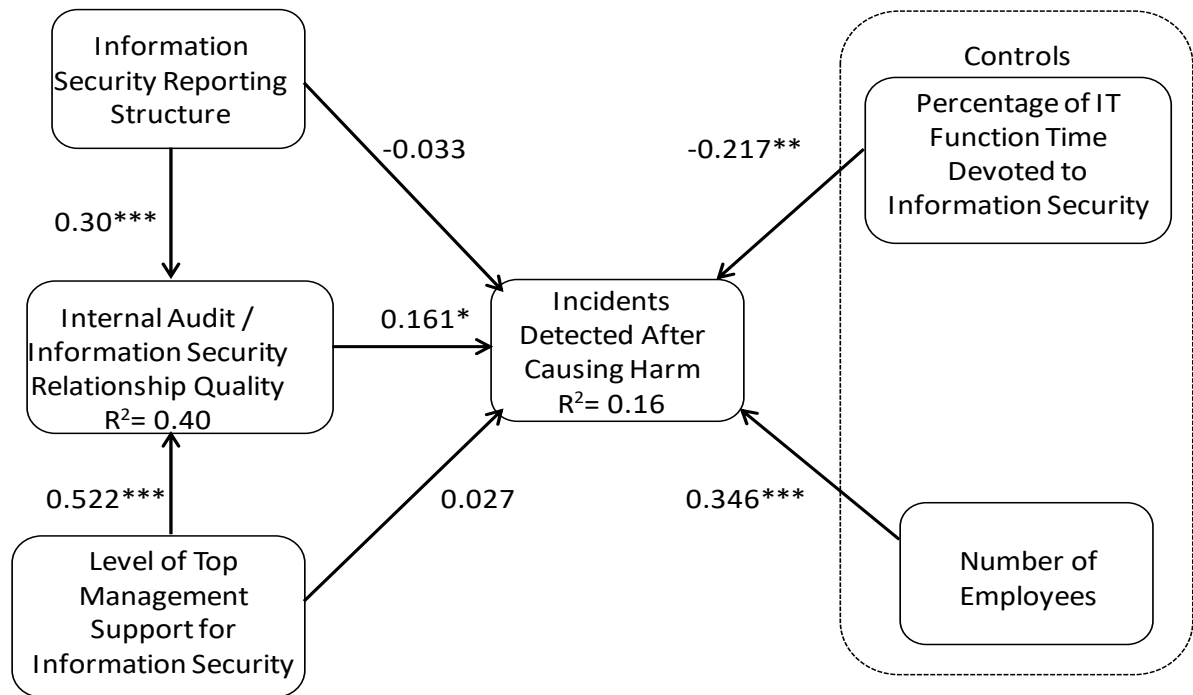 Information
Security Reporting
Structure
Controls
Percentage of IT
Function Time
Devoted to
Information Security
-0.033
-0.217**
0.30***
Internal Audit /
Information Security
Relationship Quality
R²= 0.40
0.161*
Incidents
Detected After
Causing Harm
R²= 0.16
0.522***
0.027
0.346***
Level of Top
Management
Support for
Information Security
Number of
Employees